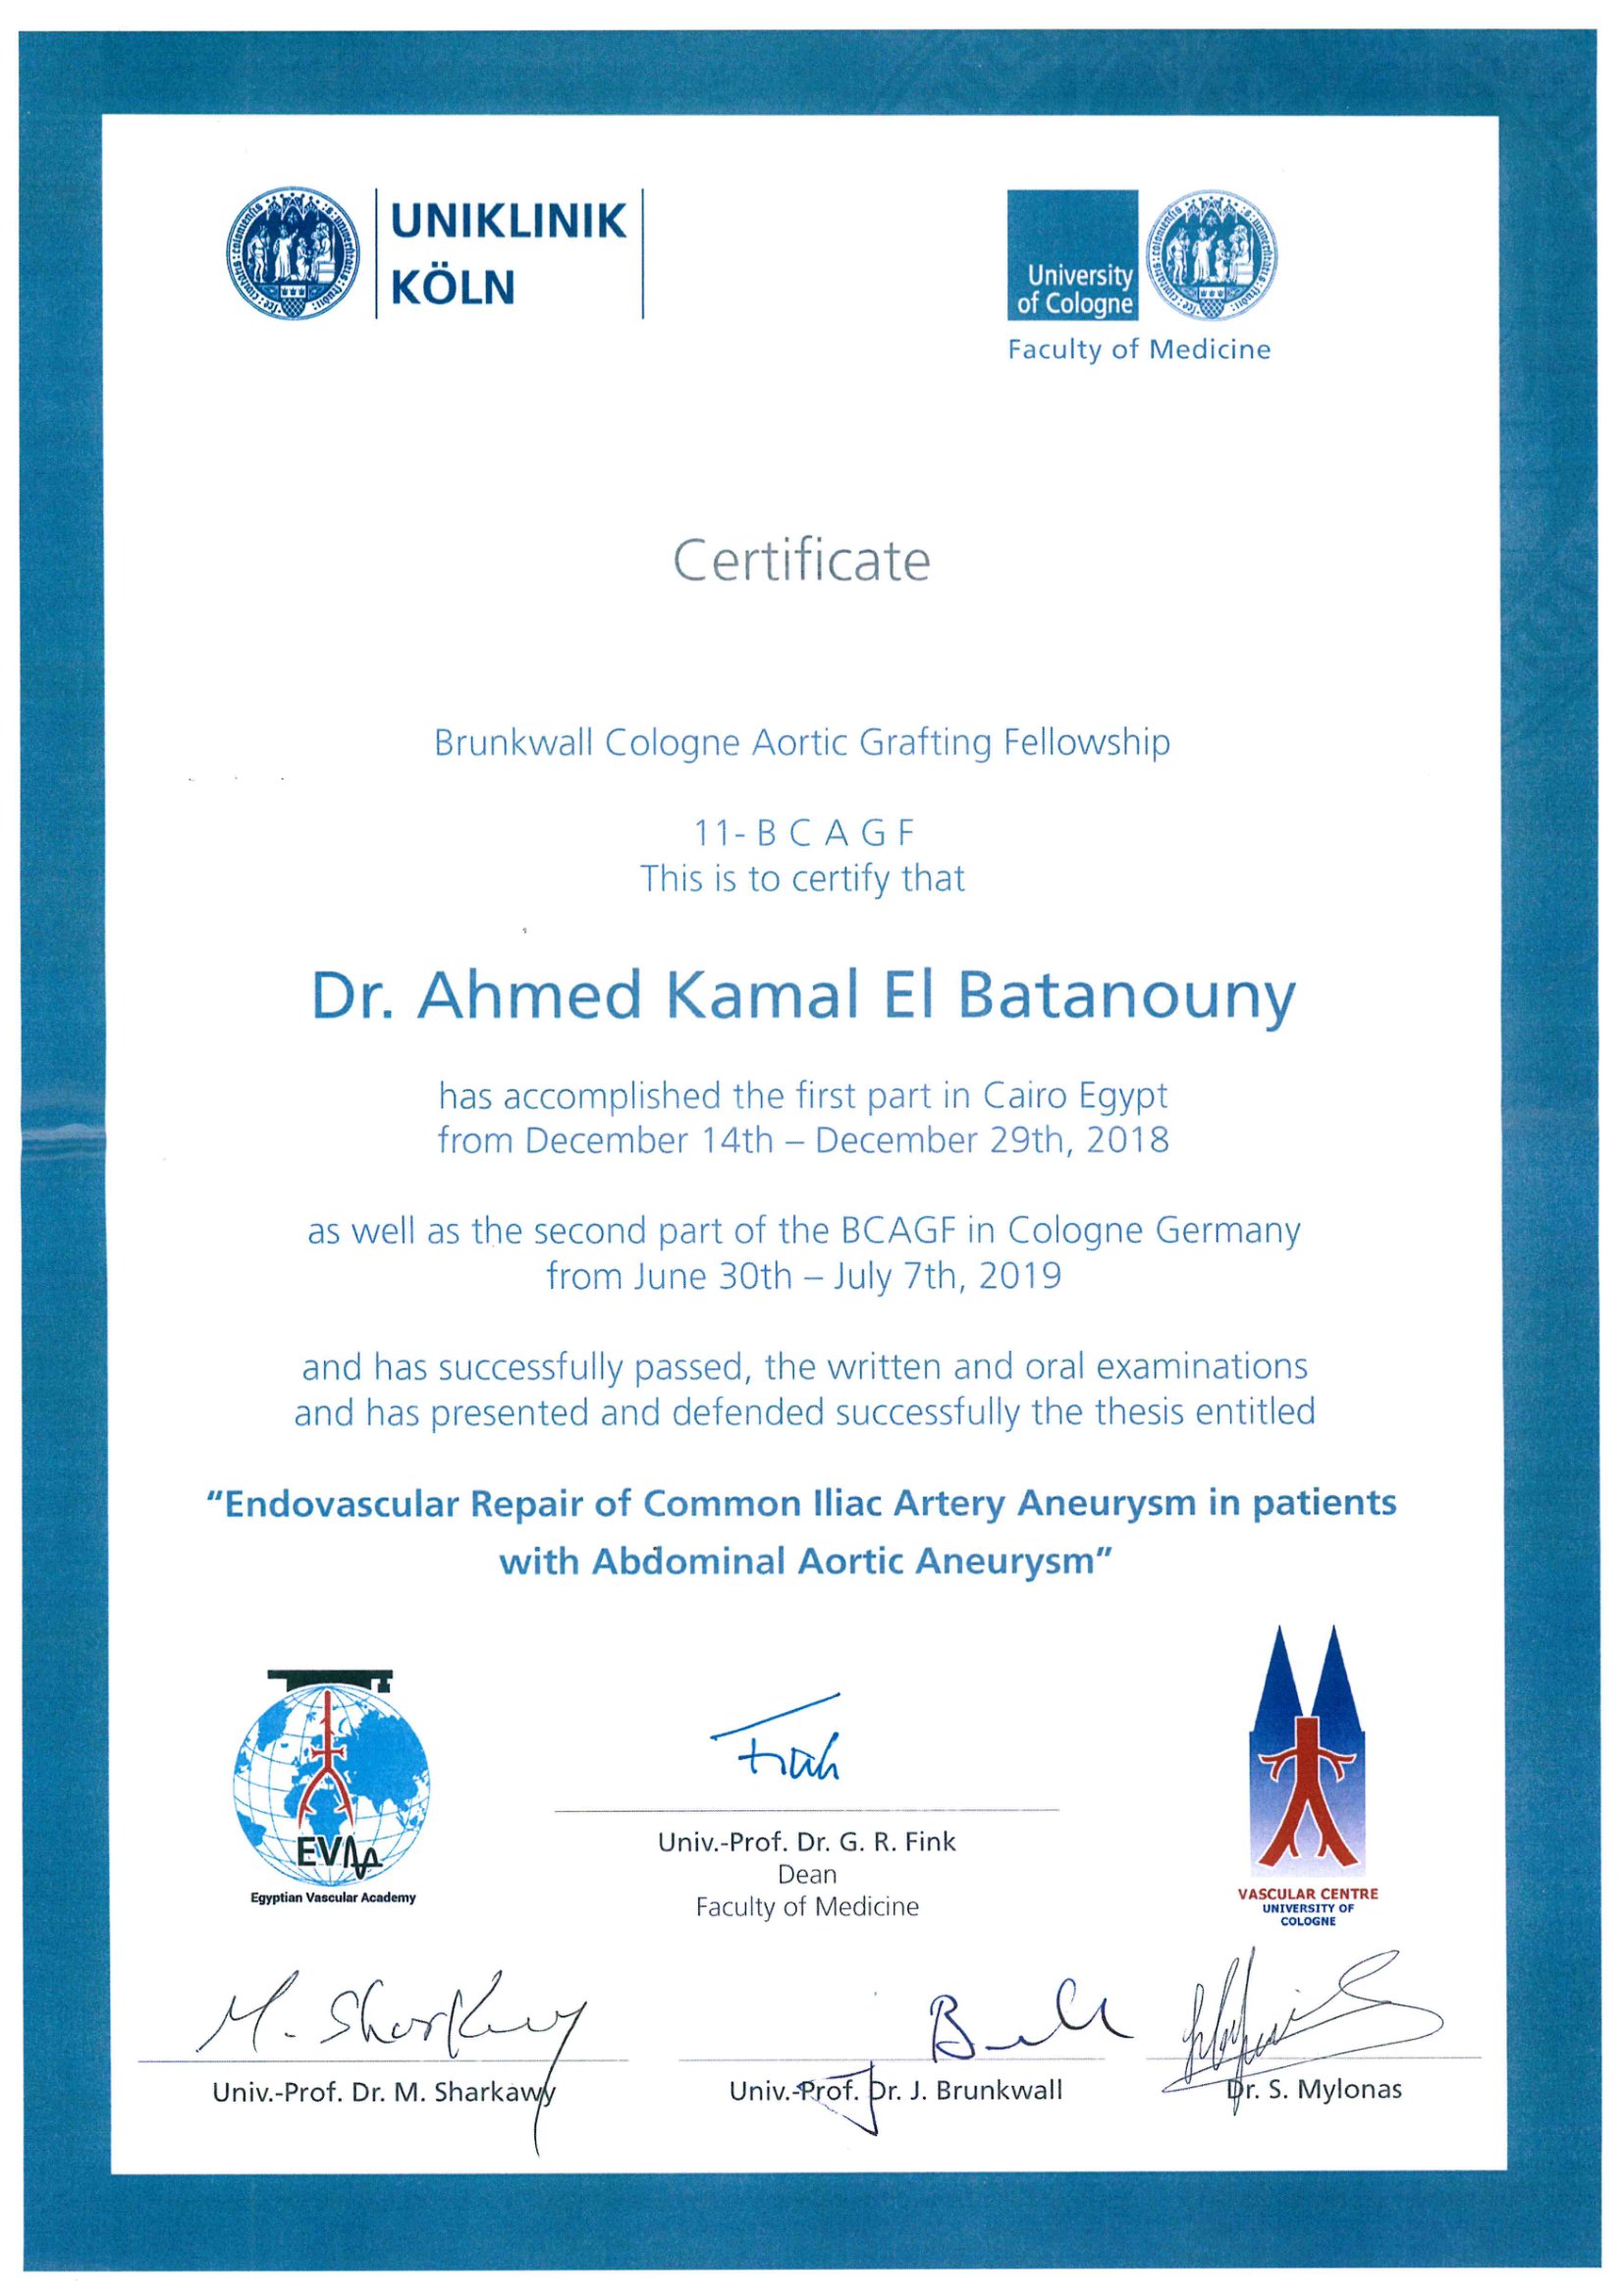 UNIKLINIK
KÖLN
University
of Cologne
Faculty of Medicine
Certificate
Brunkwall Cologne Aortic Grafting Fellowship
11- B C A G F
This is to certify that
Dr. Ahmed Kamal El Batanouny
has accomplished the first part in Cairo Egypt
from December 14th – December 29th, 2018
as well as the second part of the BCAGF in Cologne Germany
from June 30th – July 7th, 2019
and has successfully passed, the written and oral examinations
and has presented and defended successfully the thesis entitled
“Endovascular Repair of Common Iliac Artery Aneurysm in patients
with Abdominal Aortic Aneurysm”
EVA
Egyptian Vascular Academy
Fink
Univ.-Prof. Dr. G. R. Fink
Dean
Faculty of Medicine
VASCULAR CENTRE
UNIVERSITY OF
COLOGNE
M. Sharkawy
Univ.-Prof. Dr. M. Sharkawy
Univ.-Prof. Dr. J. Brunkwall
Dr. S. Mylonas